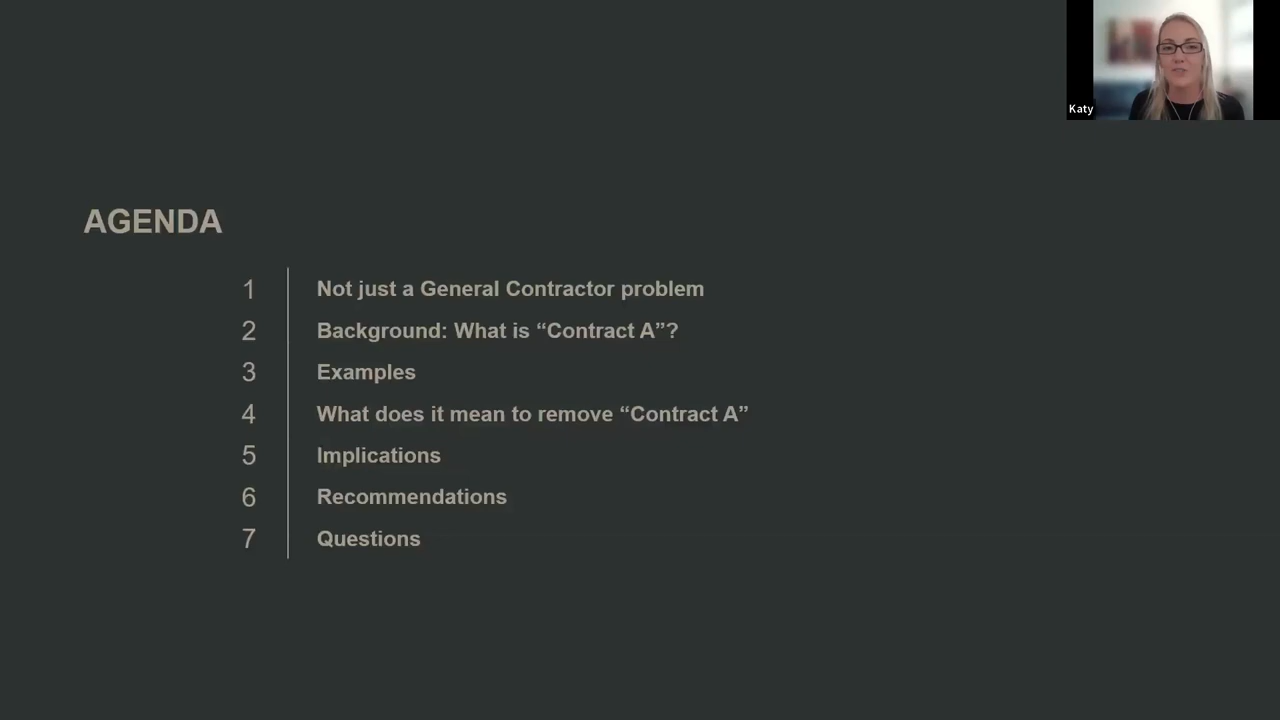 Katy
AGENDA
1 Not just a General Contractor problem
2 Background: What is “Contract A”?
3 Examples
4 What does it mean to remove “Contract A”
5 Implications
6 Recommendations
7 Questions